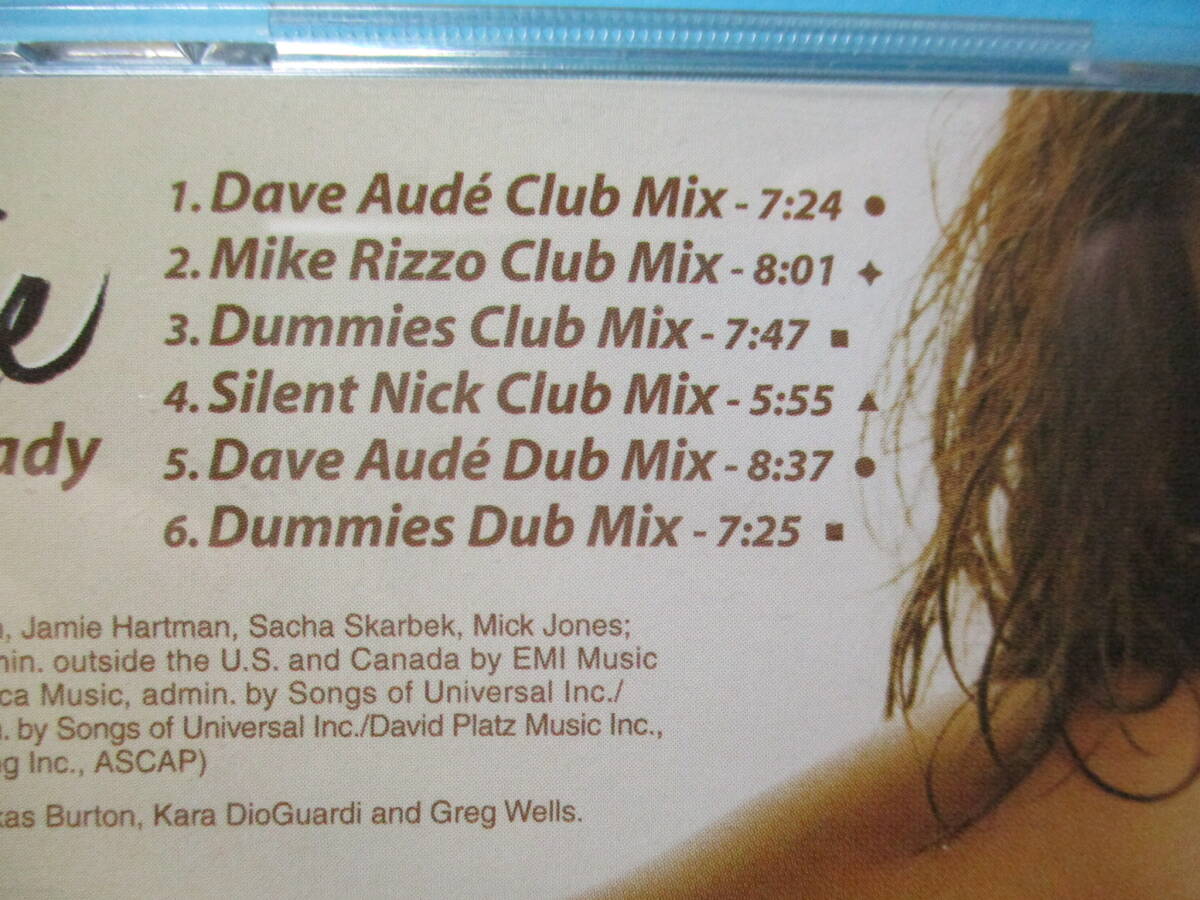 1. Dave Audé Club Mix - 7:24 ●
2. Mike Rizzo Club Mix - 8:01 ✦
3. Dummies Club Mix - 7:47 ■
4. Silent Nick Club Mix - 5:55 ▲
5. Dave Audé Dub Mix - 8:37 ●
6. Dummies Dub Mix - 7:25 ■
ady
Jamie Hartman, Sacha Skarbek, Mick Jones;
min. outside the U.S. and Canada by EMI Music
ca Music, admin. by Songs of Universal Inc./
. by Songs of Universal Inc./David Platz Music Inc.,
g Inc., ASCAP)
kas Burton, Kara DioGuardi and Greg Wells.